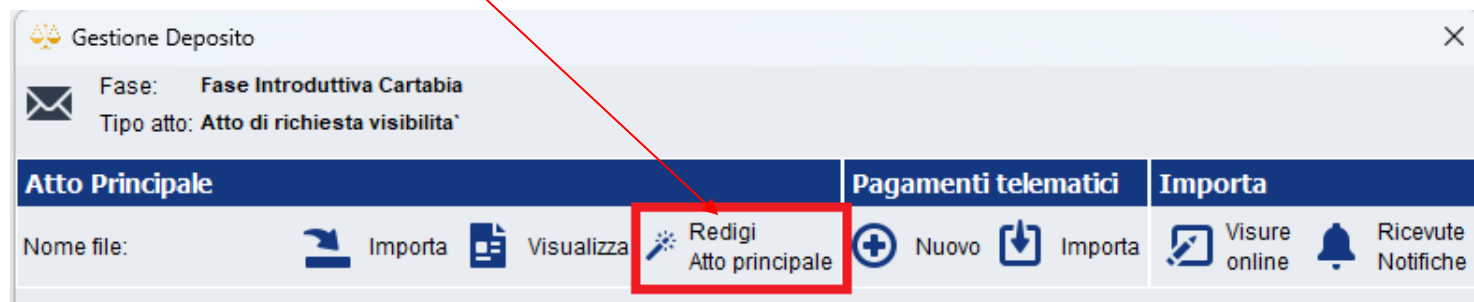 Gestione Deposito
Fase: Fase Introduttiva Cartabia
Tipo atto: Atto di richiesta visibilita`
Atto Principale Pagamenti telematici Importa
Nome file: Importa Visualizza Redigi Atto principale Nuovo Importa Visure online Ricevute Notifiche